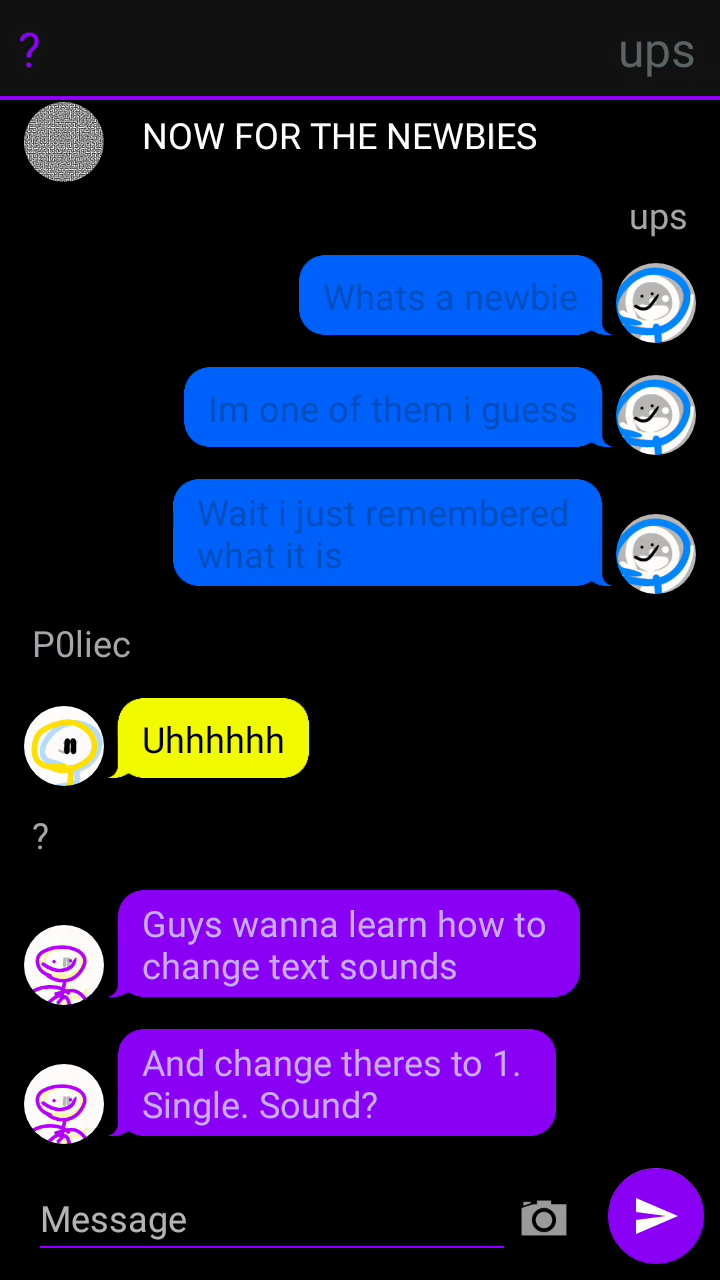 ?
ups
NOW FOR THE NEWBIES
ups
Whats a newbie
Im one of them i guess
Wait i just remembered
what it is
P0liec
Uhhhhhh
?
Guys wanna learn how to
change text sounds
And change theres to 1.
Single. Sound?
Message